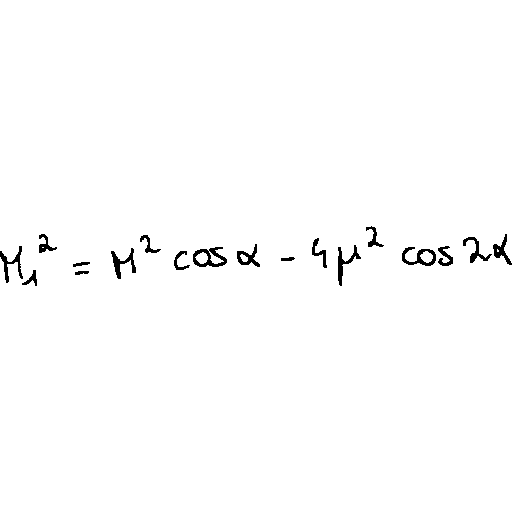 M₁² = M² cos α - 4μ² cos 2α